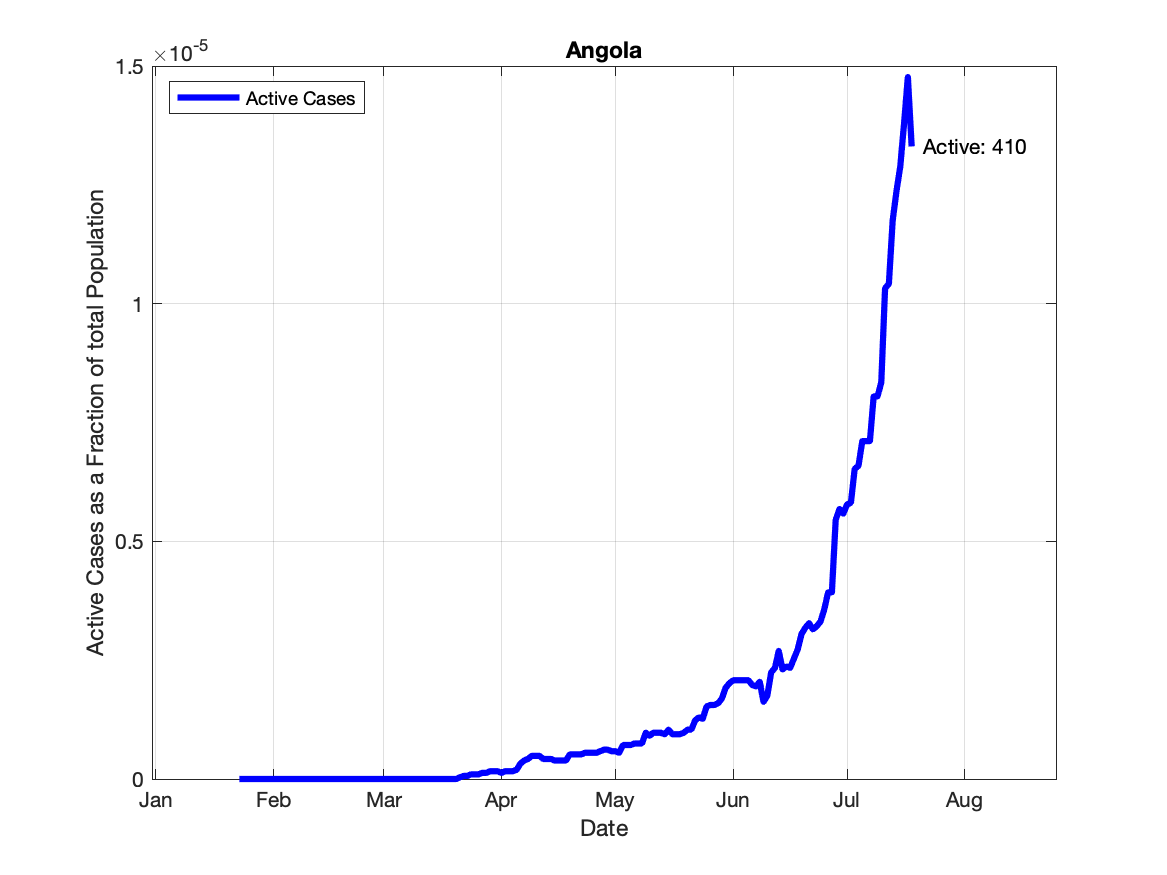 Angola
×10-5
1.5
1
0.5
0
Active Cases
Active: 410
Active Cases as a Fraction of total Population
Jan Feb Mar Apr May Jun Jul Aug
Date